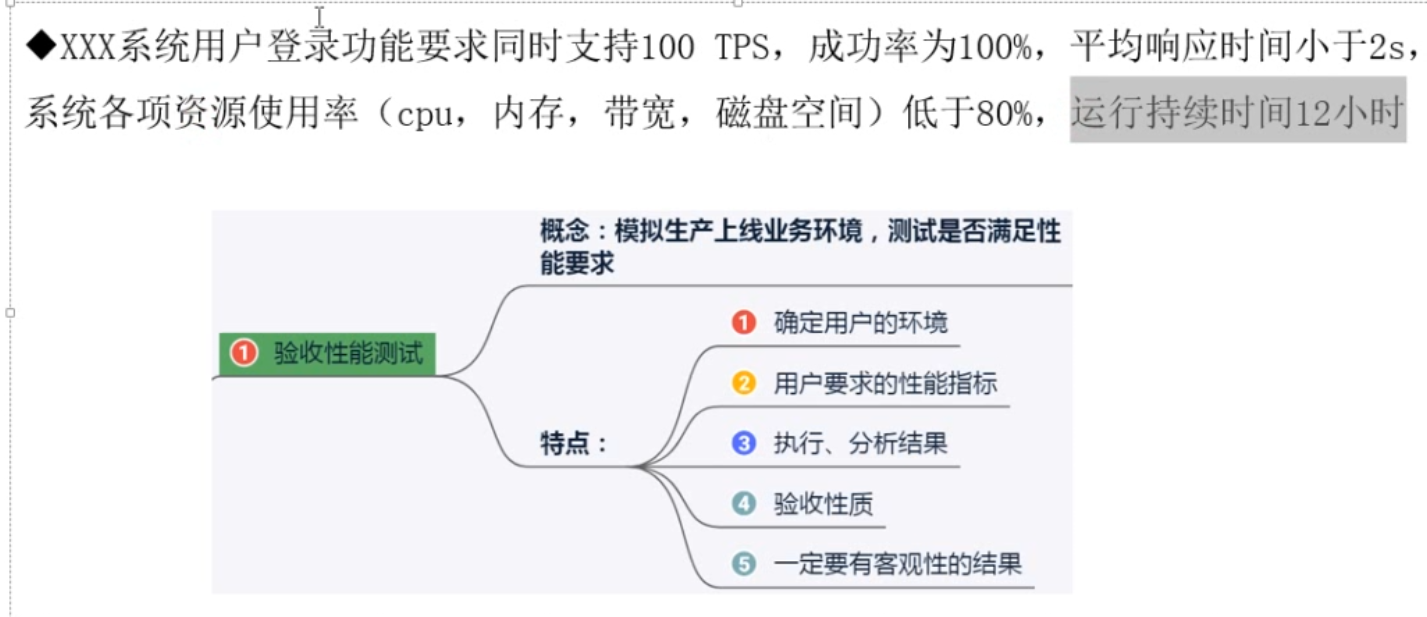 ◆XXX系统用户登录功能要求同时支持100 TPS，成功率为100%，平均响应时间小于2s，
系统各项资源使用率（cpu，内存，带宽，磁盘空间）低于80%，运行持续时间12小时
概念：模拟生产上线业务环境，测试是否满足性
能要求
1 验收性能测试
特点：
1 确定用户的环境
2 用户要求的性能指标
3 执行、分析结果
4 验收性质
5 一定要有客观性的结果